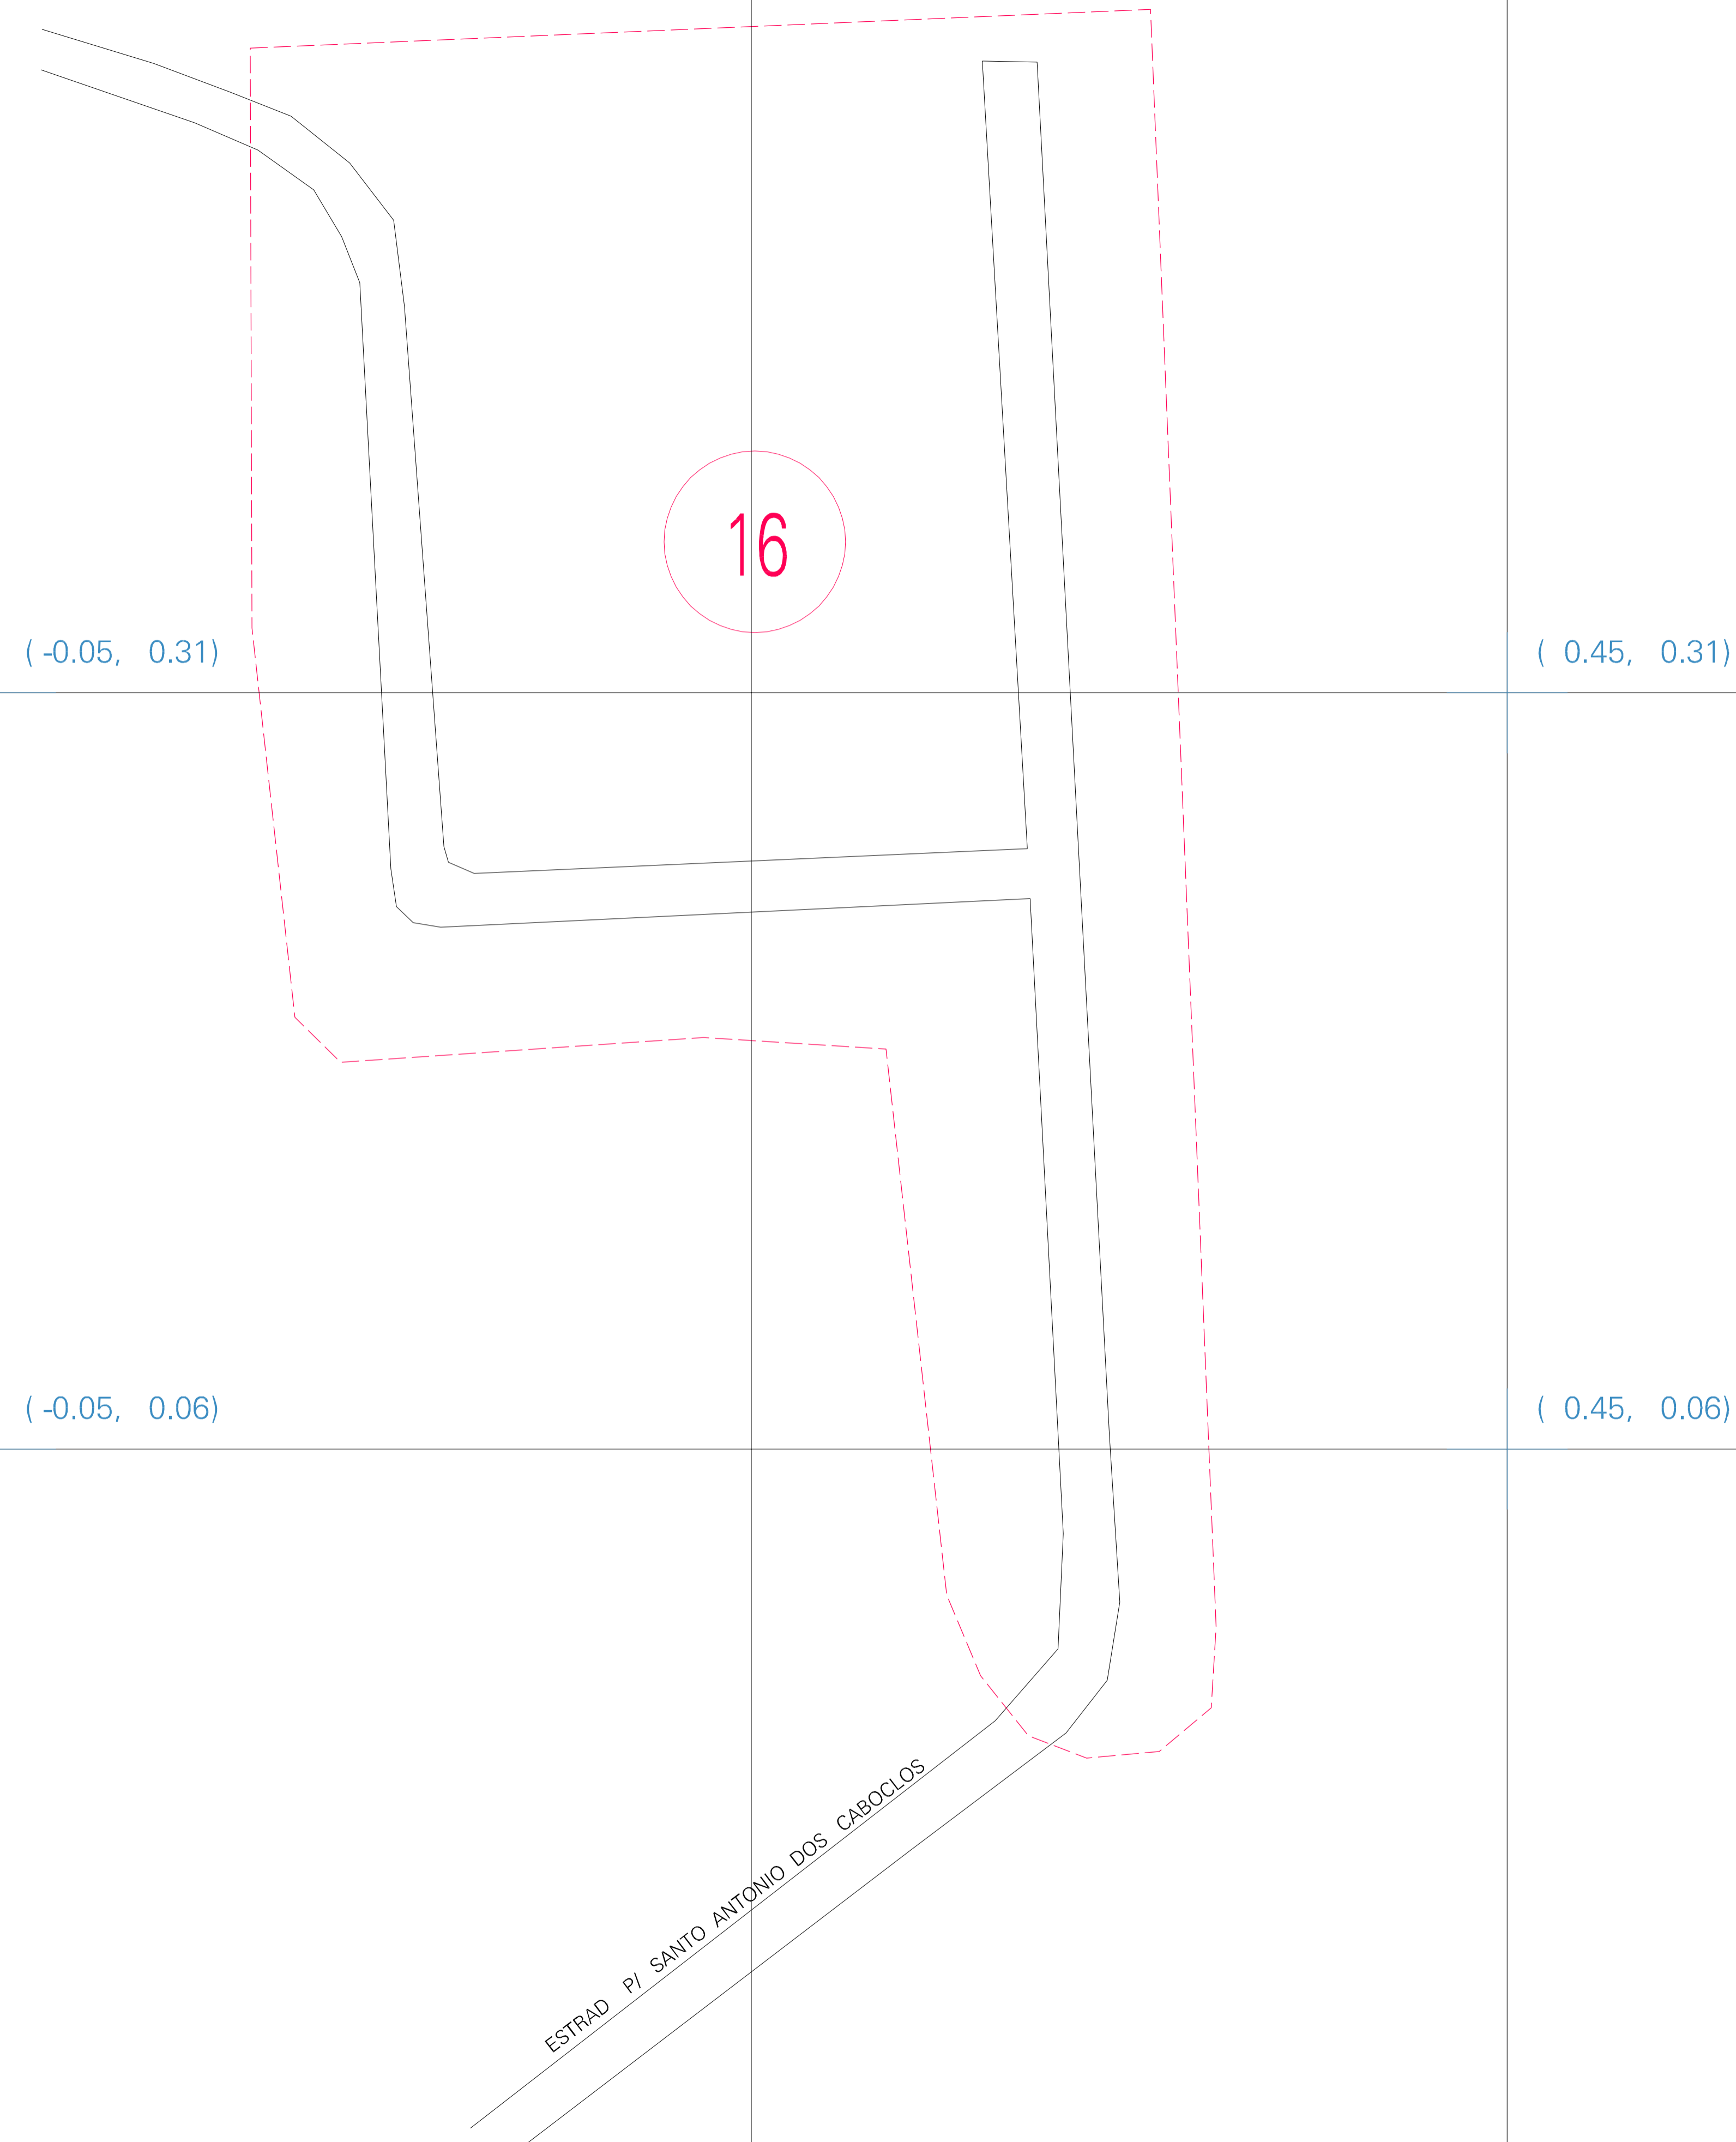 16
( -0.05, 0.31)
( 0.45, 0.31)
( -0.05, 0.06)
( 0.45, 0.06)
ESTRAD P/ SANTO ANTONIO DOS CABOCLOS